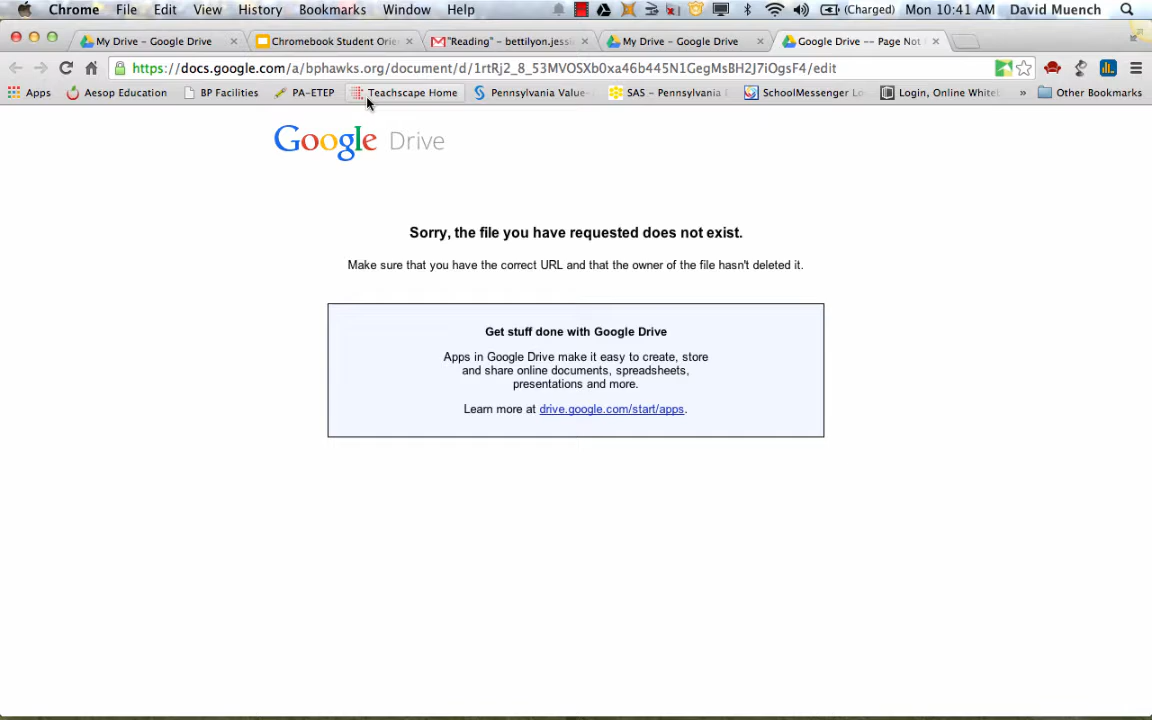 Chrome File Edit View History Bookmarks Window Help (Charged) Mon 10:41 AM David Muench
My Drive – Google Drive Chromebook Student Orie "Reading" – bettilyon.jessi My Drive – Google Drive Google Drive -- Page Not
https://docs.google.com/a/bphawks.org/document/d/1rtRj2_8_53MVOSXb0xa46b445N1GegMsBH2J7iOgsF4/edit
Apps Aesop Education BP Facilities PA-ETEP Teachscape Home Pennsylvania Value- SAS – Pennsylvania SchoolMessenger Lo Login, Online White » Other Bookmarks
Google Drive
Sorry, the file you have requested does not exist.
Make sure that you have the correct URL and that the owner of the file hasn't deleted it.
Get stuff done with Google Drive
Apps in Google Drive make it easy to create, store
and share online documents, spreadsheets,
presentations and more.
Learn more at drive.google.com/start/apps.